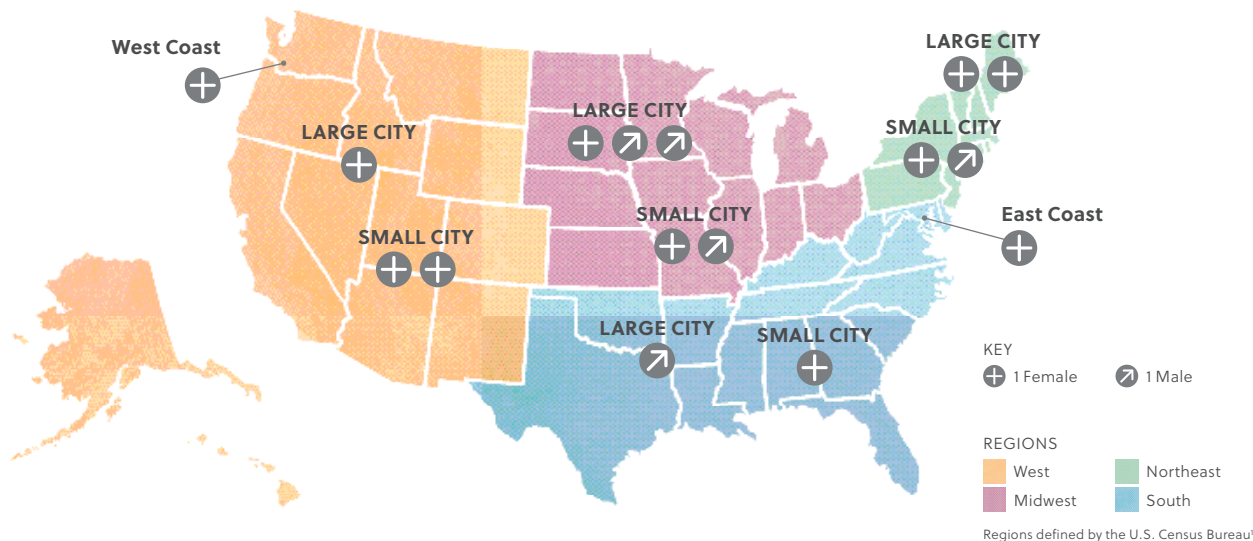 LARGE CITY
West Coast
LARGE CITY
SMALL CITY
LARGE CITY
SMALL CITY
East Coast
SMALL CITY
LARGE CITY
SMALL CITY
KEY
1 Female 1 Male
REGIONS
West Northeast
Midwest South
Regions defined by the U.S. Census Bureau¹